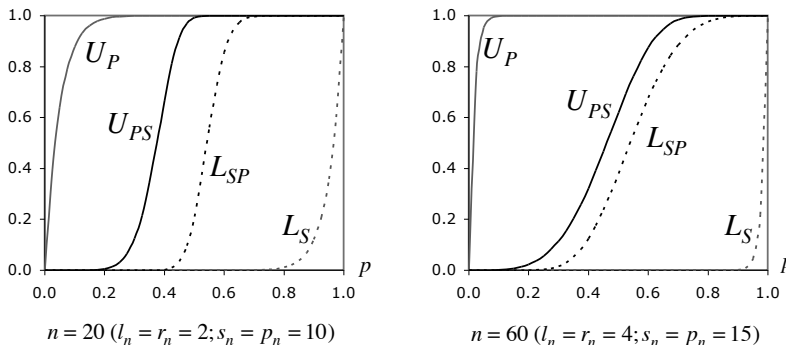 1.0
0.8
0.6
0.4
0.2
0.0
0.0 0.2 0.4 0.6 0.8 1.0
p
U_P
U_PS
L_SP
L_S
n = 20 (l_n = r_n = 2; s_n = p_n = 10)
1.0
0.8
0.6
0.4
0.2
0.0
0.0 0.2 0.4 0.6 0.8 1.0
U_P
U_PS
L_SP
L_S
n = 60 (l_n = r_n = 4; s_n = p_n = 15)